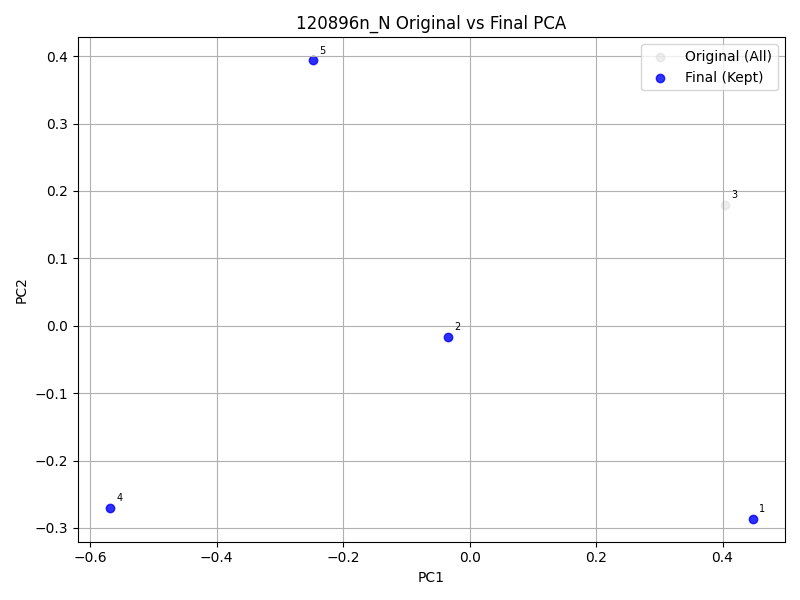 120896n_N Original vs Final PCA
Original (All)
Final (Kept)
5
3
2
4
1
0.4
0.3
0.2
0.1
0.0
−0.1
−0.2
−0.3
PC2
−0.6 −0.4 −0.2 0.0 0.2 0.4
PC1